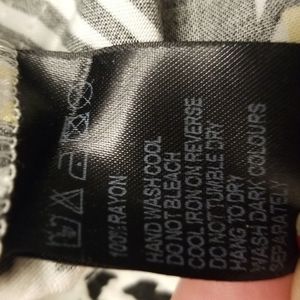 100% RAYON
HAND WASH COOL
DO NOT BLEACH
COOL IRON ON REVERSE
DO NOT TUMBLE DRY
HANG TO DRY
WASH DARK COLOURS
SEPARATELY